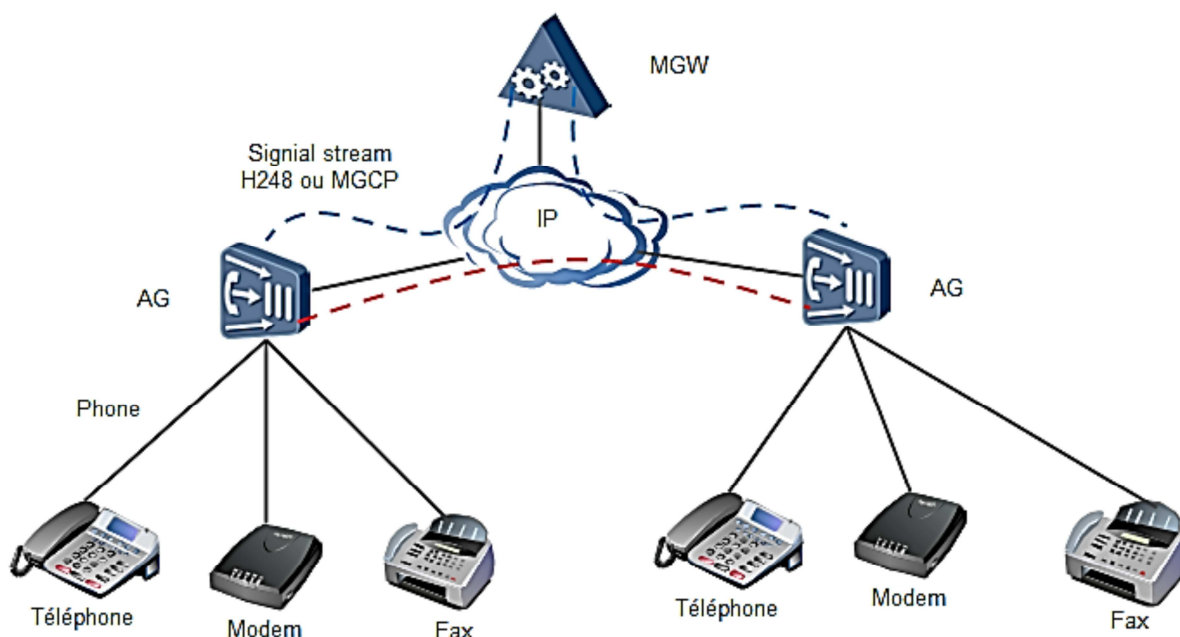 MGW
Signial stream
H248 ou MGCP
IP
AG
AG
Phone
Téléphone
Modem
Fax
Téléphone
Modem
Fax